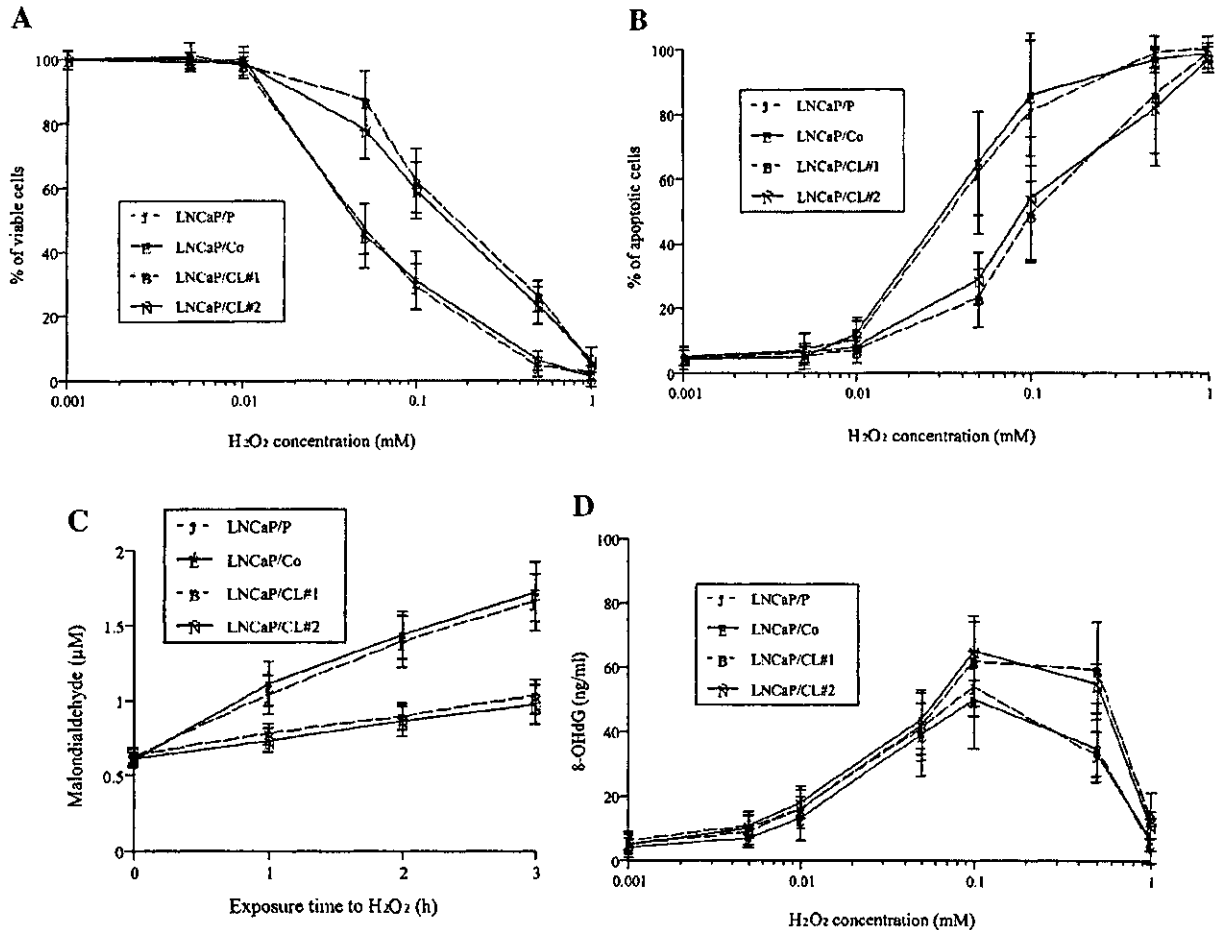 A
% of viable cells
100
80
60
40
20
0
LNCaP/P
LNCaP/Co
LNCaP/CL#1
LNCaP/CL#2
0.001
0.01
0.1
1
H₂O₂ concentration (mM)
B
% of apoptotic cells
100
80
60
40
20
0
LNCaP/P
LNCaP/Co
LNCaP/CL#1
LNCaP/CL#2
0.001
0.01
0.1
1
H₂O₂ concentration (mM)
C
LNCaP/P
LNCaP/Co
LNCaP/CL#1
LNCaP/CL#2
Malondialdehyde (μM)
2
1.5
1
0.5
0
0
1
2
3
Exposure time to H₂O₂ (h)
D
8-OHdG (ng/ml)
100
80
60
40
20
0
LNCaP/P
LNCaP/Co
LNCaP/CL#1
LNCaP/CL#2
0.001
0.01
0.1
1
H₂O₂ concentration (mM)